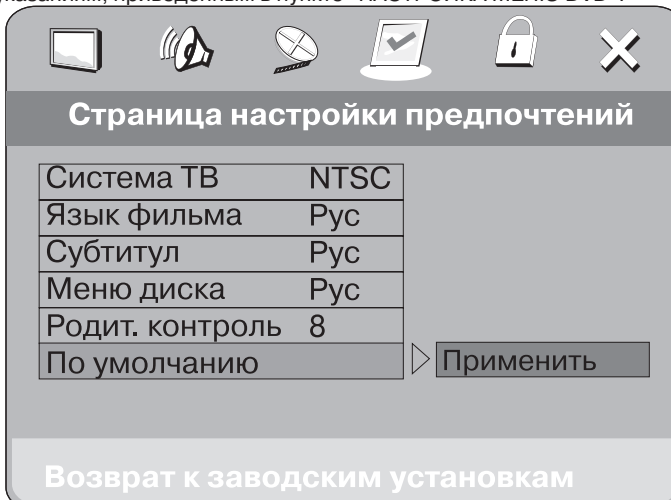 Страница настройки предпочтений
Система ТВ NTSC
Язык фильма Рус
Субтитул Рус
Меню диска Рус
Родит. контроль 8
По умолчанию Применить
Возврат к заводским установкам